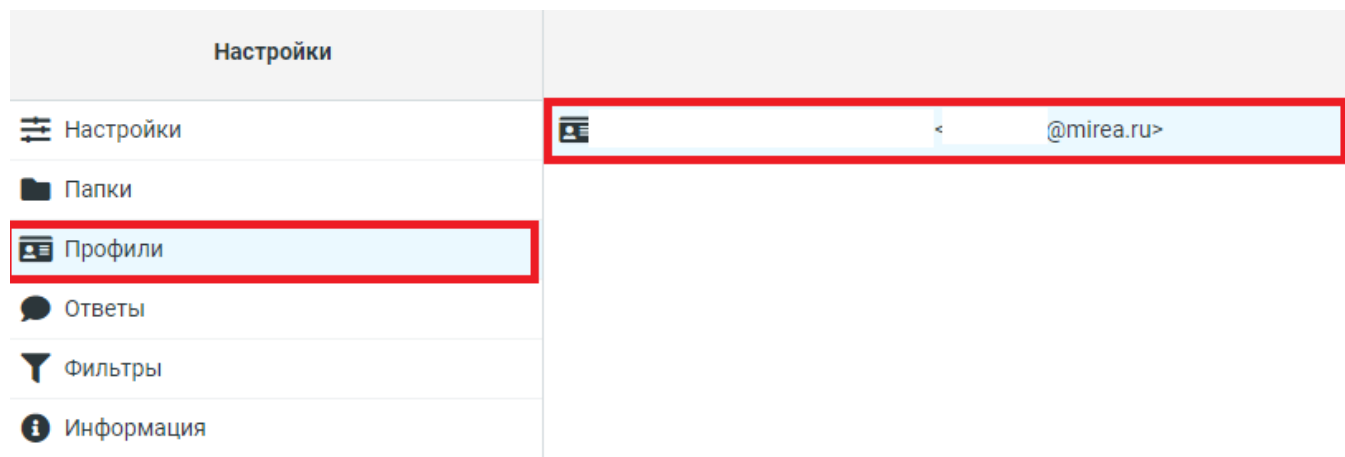 Настройки
Настройки
< @mirea.ru>
Папки
Профили
Ответы
Фильтры
Информация